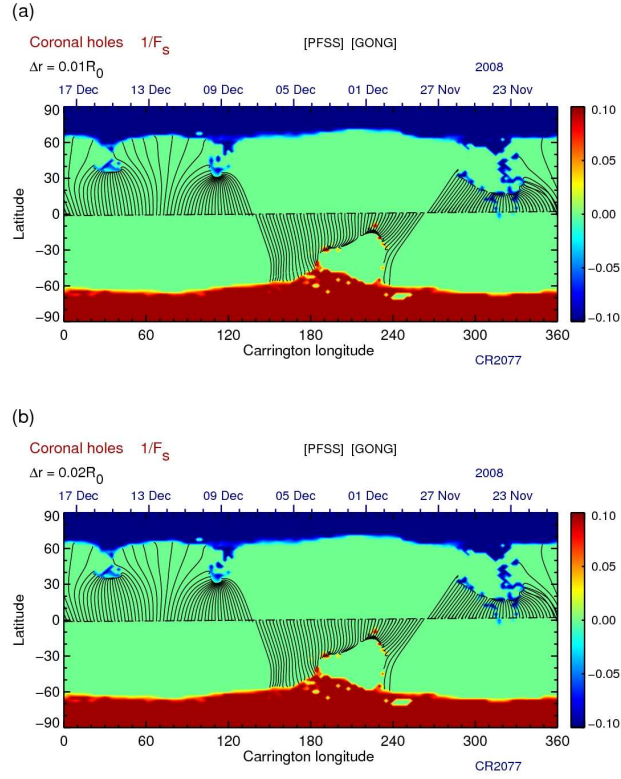 (a)
Coronal holes 1/Fs [PFSS] [GONG]
Δr = 0.01R0 2008
17 Dec 13 Dec 09 Dec 05 Dec 01 Dec 27 Nov 23 Nov
90
60
30
0
−30
−60
−90
Latitude
0 60 120 180 240 300 360
Carrington longitude
CR2077
0.10
0.05
0.00
−0.05
−0.10
(b)
Coronal holes 1/Fs [PFSS] [GONG]
Δr = 0.02R0 2008
17 Dec 13 Dec 09 Dec 05 Dec 01 Dec 27 Nov 23 Nov
90
60
30
0
−30
−60
−90
Latitude
0 60 120 180 240 300 360
Carrington longitude
CR2077
0.10
0.05
0.00
−0.05
−0.10